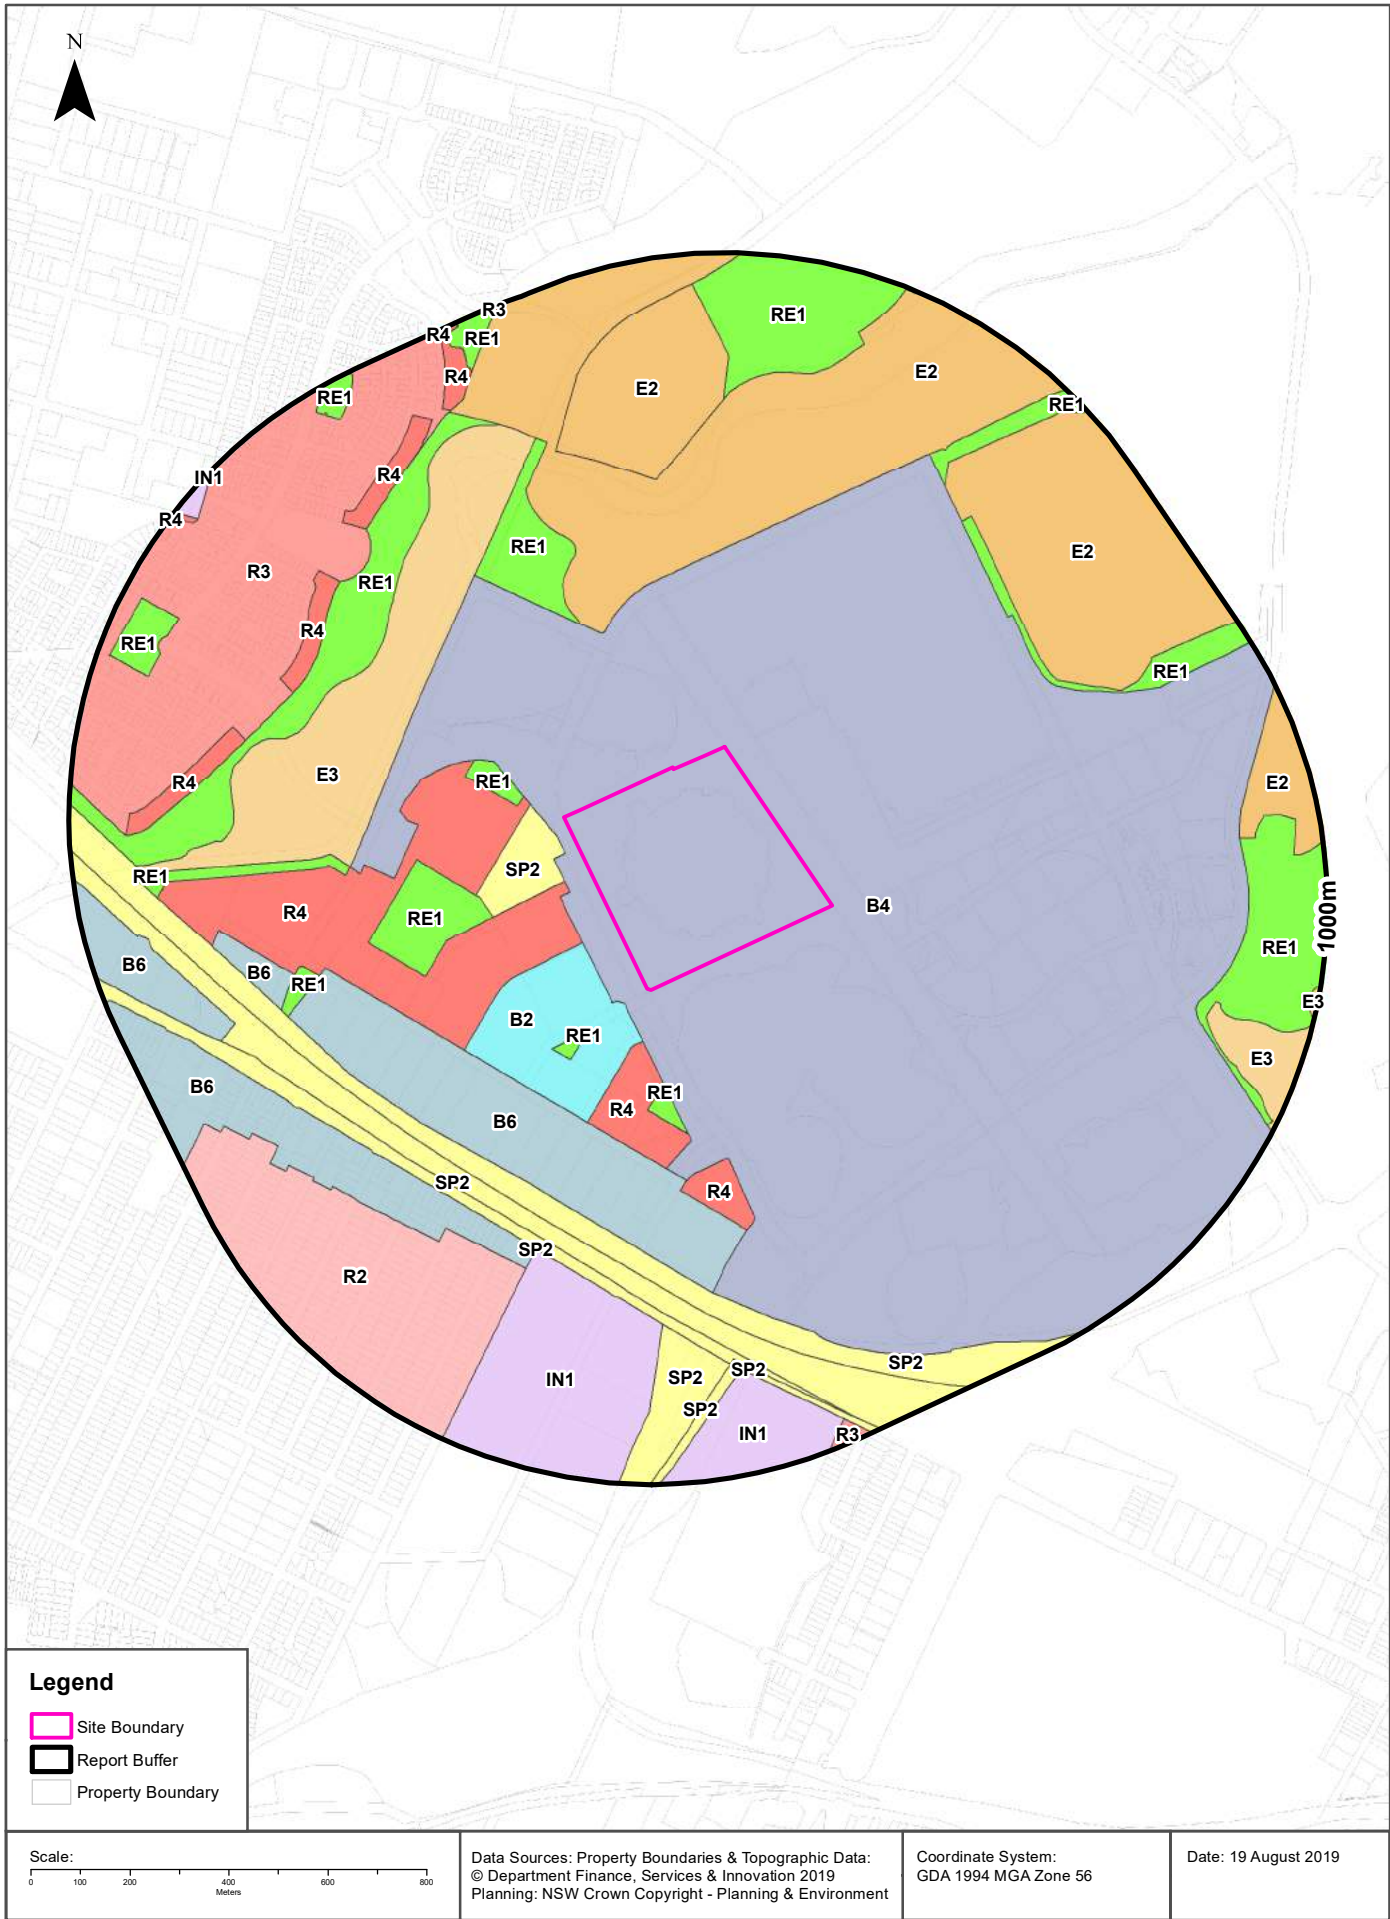 N
R3
R4
RE1
RE1
R4
E2
E2
RE1
RE1
R4
IN1
R4
RE1
E2
R3
RE1
R4
RE1
RE1
R4
E3
RE1
E2
SP2
RE1
R4
RE1
B4
1000m
B6
B6
RE1
RE1
E3
B2
RE1
E3
B6
RE1
R4
B6
SP2
R4
SP2
R2
SP2
SP2
SP2
IN1
SP2
IN1
R3
Legend
Site Boundary
Report Buffer
Property Boundary
Scale:
0 100 200 400 600 800
Meters
Data Sources: Property Boundaries & Topographic Data:
© Department Finance, Services & Innovation 2019
Planning: NSW Crown Copyright - Planning & Environment
Coordinate System:
GDA 1994 MGA Zone 56
Date: 19 August 2019